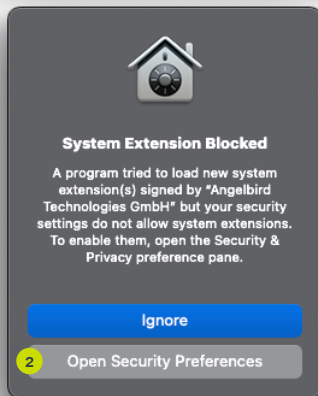 System Extension Blocked
A program tried to load new system
extension(s) signed by "Angelbird
Technologies GmbH" but your security
settings do not allow system extensions.
To enable them, open the Security &
Privacy preference pane.
Ignore
2 Open Security Preferences